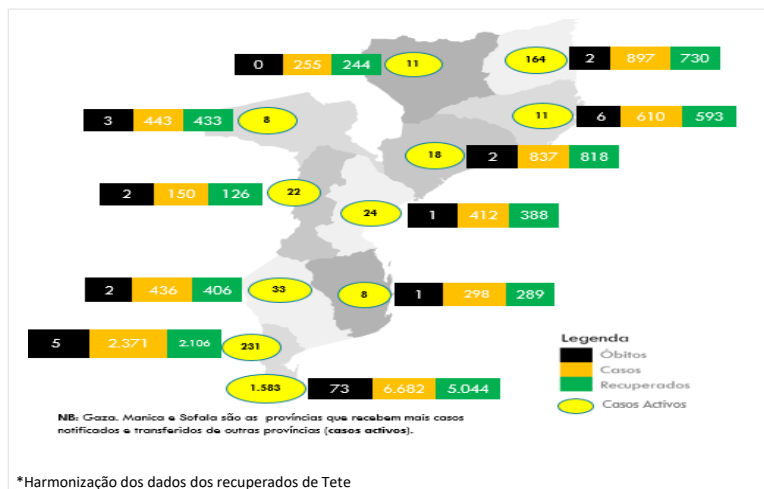 0 255 244 11
164 2 897 730
3 443 433 8
11 6 610 593
18 2 837 818
2 150 126 22
24 1 412 388
2 436 406 33
8 1 298 289
5 2.371 2.106 231
1.583 73 6.682 5.044
Legenda
Óbitos
Casos
Recuperados
Casos Activos
NB: Gaza. Manica e Sofala são as províncias que recebem mais casos
notificados e transferidos de outras províncias (casos activos).
*Harmonização dos dados dos recuperados de Tete